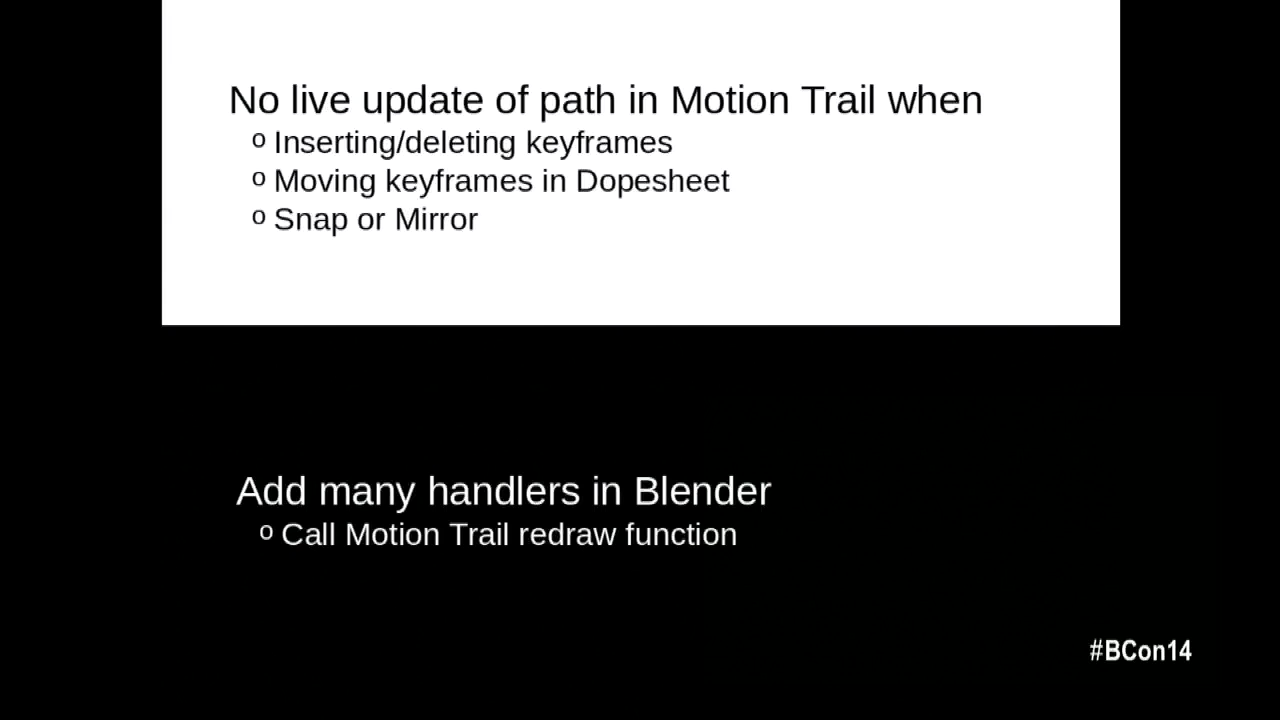 No live update of path in Motion Trail when
o Inserting/deleting keyframes
o Moving keyframes in Dopesheet
o Snap or Mirror
Add many handlers in Blender
o Call Motion Trail redraw function
#BCon14